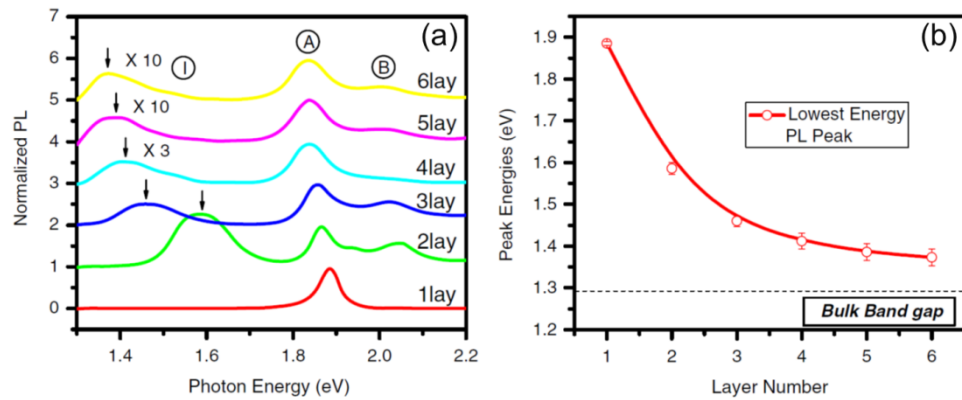 (a)
7
6
5
4
3
2
1
0
Normalized PL
X 10
I
A
B
6lay
X 10
5lay
X 3
4lay
3lay
2lay
1lay
1.4
1.6
1.8
2.0
2.2
Photon Energy (eV)
(b)
1.9
1.8
1.7
1.6
1.5
1.4
1.3
1.2
Peak Energies (eV)
Lowest Energy
PL Peak
Bulk Band gap
1
2
3
4
5
6
Layer Number